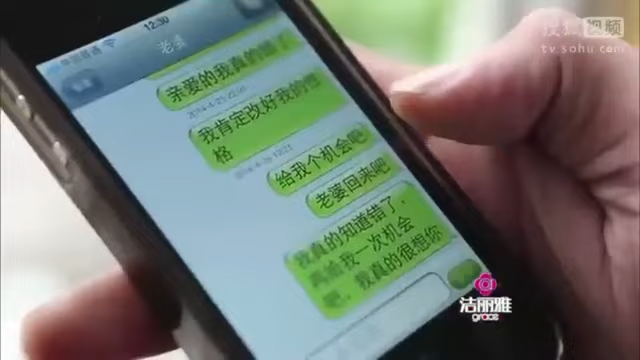 搜狐视频
tv.sohu.com
12:30
老婆
亲爱的我真的错了
我肯定改好我的性
格
给我个机会吧
老婆回来吧
我真的知道错了,
再给我一次机会
吧。我真的很想你
洁丽雅
grace